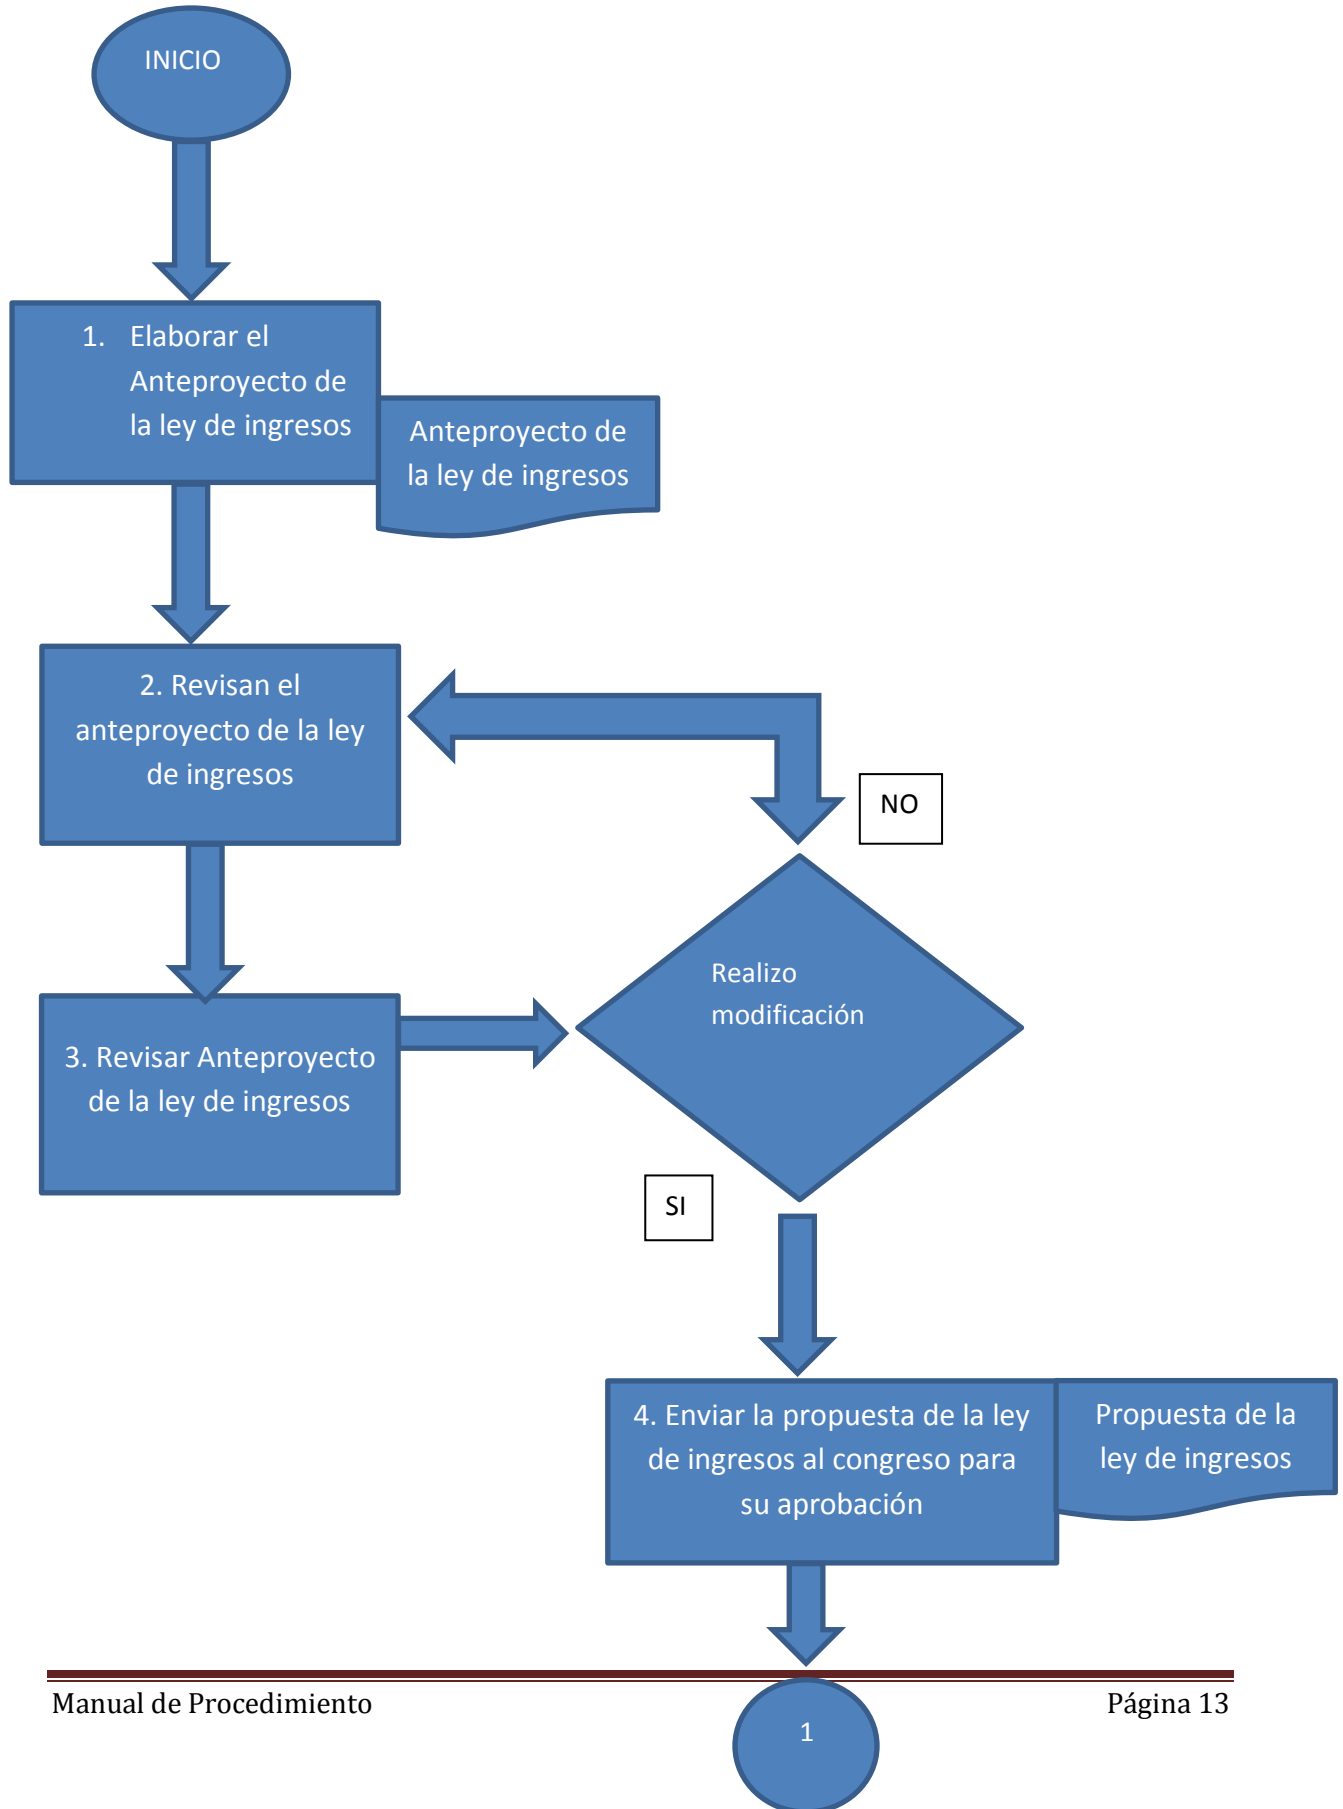 INICIO
1. Elaborar el
Anteproyecto de
la ley de ingresos
Anteproyecto de
la ley de ingresos
2. Revisan el
anteproyecto de la ley
de ingresos
NO
Realizo
modificación
3. Revisar Anteproyecto
de la ley de ingresos
SI
4. Enviar la propuesta de la ley
de ingresos al congreso para
su aprobación
Propuesta de la
ley de ingresos
Manual de Procedimiento
Página 13
1